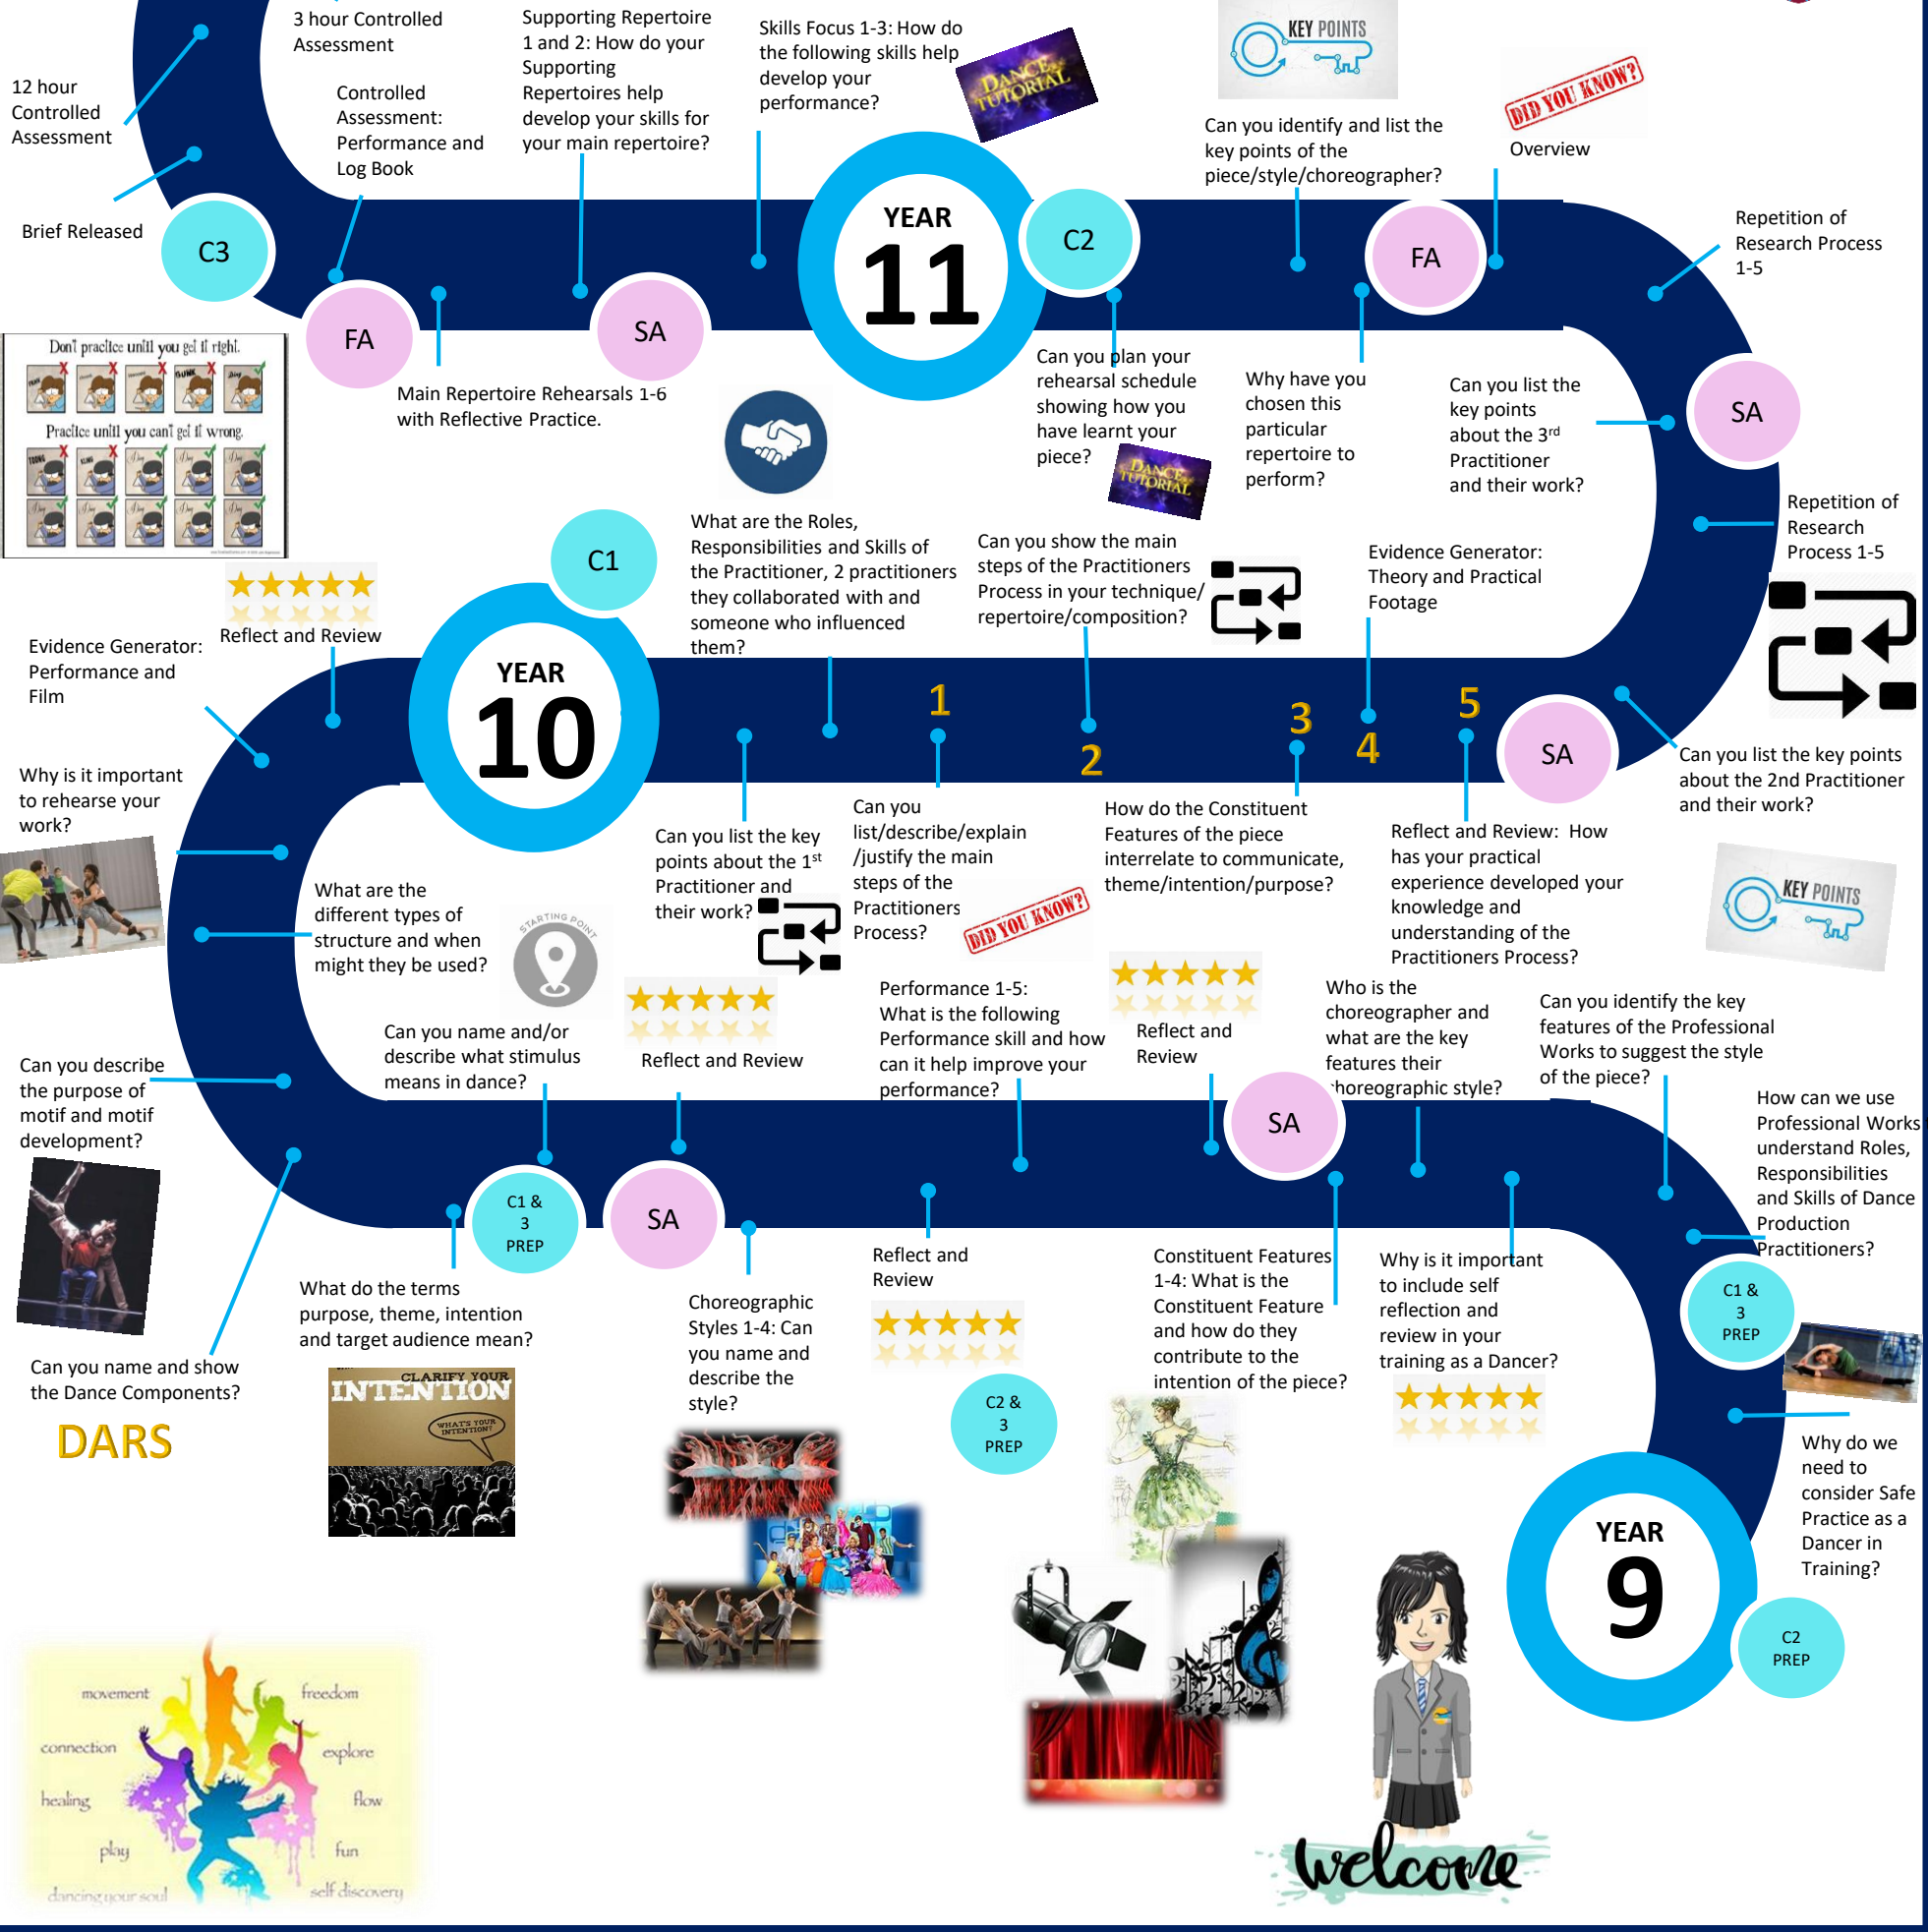 3 hour Controlled
Assessment
Supporting Repertoire
1 and 2: How do your
Supporting
Repertoires help
develop your skills for
your main repertoire?
Skills Focus 1-3: How do
the following skills help
develop your
performance?
DANCE
TUTORIAL
KEY POINTS
DID YOU KNOW?
Overview
12 hour
Controlled
Assessment
Controlled
Assessment:
Performance and
Log Book
Can you identify and list the
key points of the
piece/style/choreographer?
Brief Released
C3
YEAR
11
C2
FA
Repetition of
Research Process
1-5
FA
SA
Don't practice until you get it right.
Practice until you can't get it wrong.
Main Repertoire Rehearsals 1-6
with Reflective Practice.
Can you plan your
rehearsal schedule
showing how you
have learnt your
piece?
DANCE
TUTORIAL
Why have you
chosen this
particular
repertoire to
perform?
Can you list the
key points
about the 3rd
Practitioner
and their work?
SA
Repetition of
Research
Process 1-5
C1
What are the Roles,
Responsibilities and Skills of
the Practitioner, 2 practitioners
they collaborated with and
someone who influenced
them?
Can you show the main
steps of the Practitioners
Process in your technique/
repertoire/composition?
Evidence Generator:
Theory and Practical
Footage
Reflect and Review
Evidence Generator:
Performance and
Film
YEAR
10
1
2
3
4
5
SA
Can you list the key points
about the 2nd Practitioner
and their work?
Why is it important
to rehearse your
work?
Can you list the key
points about the 1st
Practitioner and
their work?
Can you
list/describe/explain
/justify the main
steps of the
Practitioners
Process?
DID YOU KNOW?
How do the Constituent
Features of the piece
interrelate to communicate,
theme/intention/purpose?
Reflect and Review: How
has your practical
experience developed your
knowledge and
understanding of the
Practitioners Process?
KEY POINTS
What are the
different types of
structure and when
might they be used?
STARTING POINT
Can you name and/or
describe what stimulus
means in dance?
Reflect and Review
Performance 1-5:
What is the following
Performance skill and how
can it help improve your
performance?
Reflect and
Review
Who is the
choreographer and
what are the key
features their
choreographic style?
Can you identify the key
features of the Professional
Works to suggest the style
of the piece?
Can you describe
the purpose of
motif and motif
development?
SA
How can we use
Professional Works
understand Roles,
Responsibilities
and Skills of Dance
Production
Practitioners?
C1 &
3
PREP
SA
What do the terms
purpose, theme, intention
and target audience mean?
Choreographic
Styles 1-4: Can
you name and
describe the
style?
Reflect and
Review
Constituent Features
1-4: What is the
Constituent Feature
and how do they
contribute to the
intention of the piece?
Why is it important
to include self
reflection and
review in your
training as a Dancer?
C1 &
3
PREP
Can you name and show
the Dance Components?
DARS
CLARIFY YOUR
INTENTION
WHAT'S YOUR
INTENTION?
C2 &
3
PREP
Why do we
need to
consider Safe
Practice as a
Dancer in
Training?
YEAR
9
C2
PREP
movement
freedom
connection
explore
healing
flow
play
fun
dancing your soul
self discovery
welcome